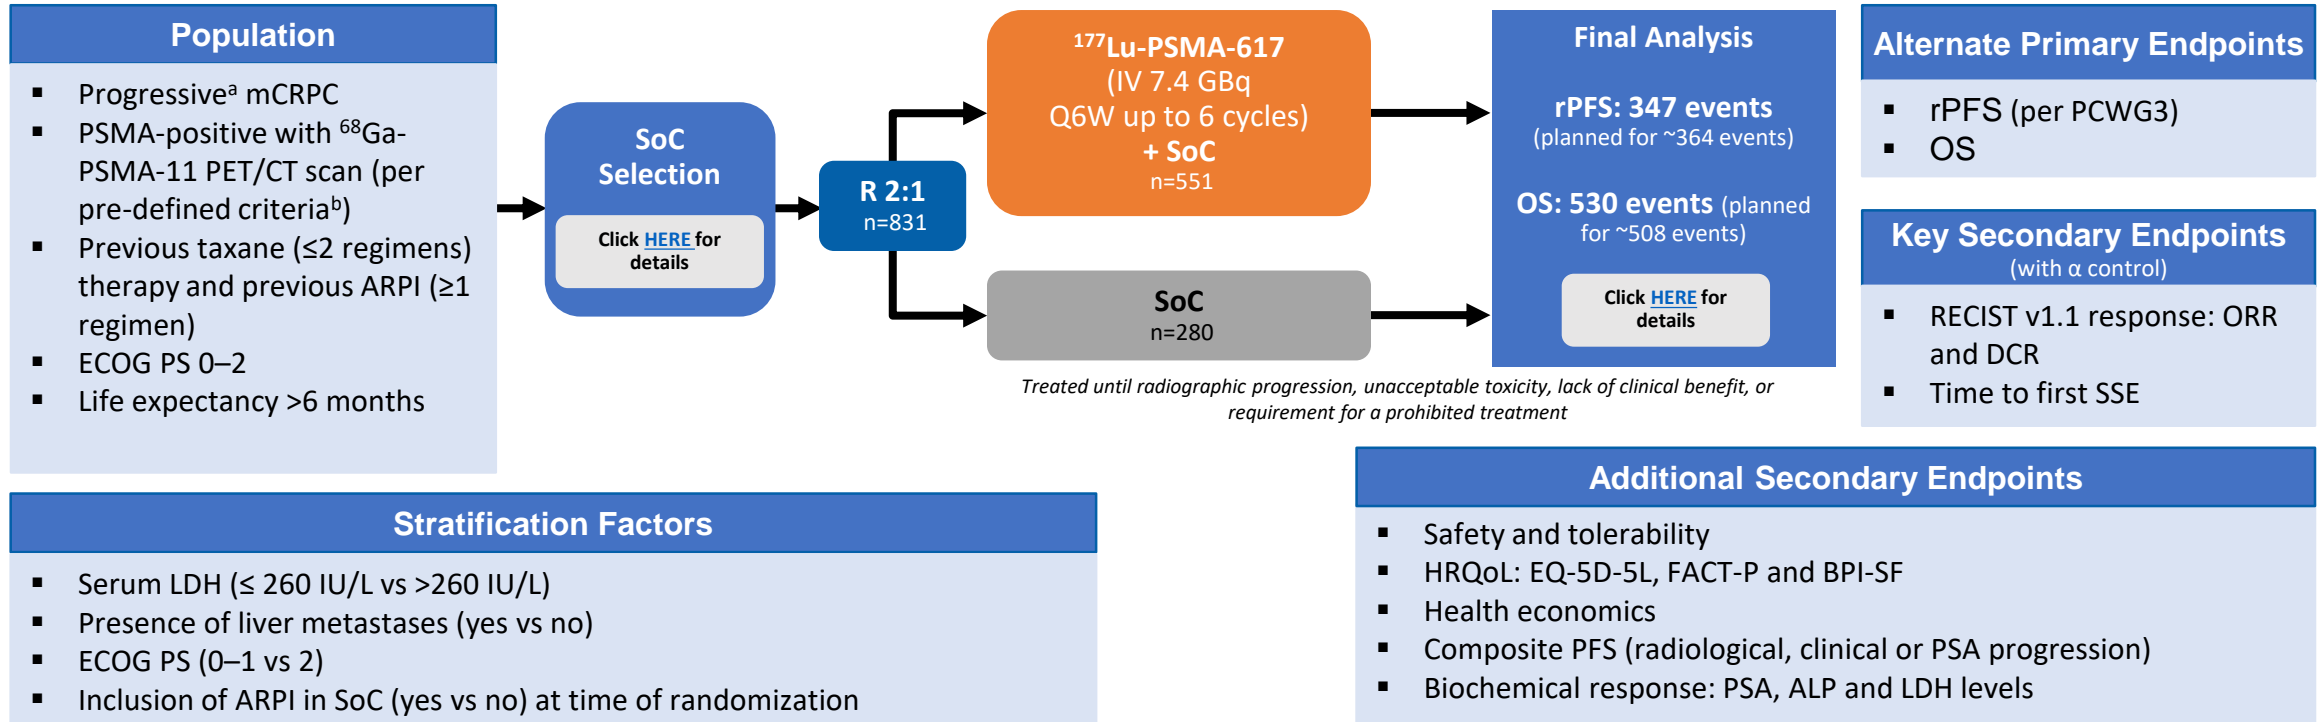 Population
▪ Progressiveᵃ mCRPC
▪ PSMA-positive with ⁶⁸Ga-
PSMA-11 PET/CT scan (per
pre-defined criteriaᵇ)
▪ Previous taxane (≤2 regimens)
therapy and previous ARPI (≥1
regimen)
▪ ECOG PS 0–2
▪ Life expectancy >6 months
SoC
Selection
Click HERE for
details
R 2:1
n=831
¹⁷⁷Lu-PSMA-617
(IV 7.4 GBq
Q6W up to 6 cycles)
+ SoC
n=551
SoC
n=280
Treated until radiographic progression, unacceptable toxicity, lack of clinical benefit, or
requirement for a prohibited treatment
Final Analysis
rPFS: 347 events
(planned for ~364 events)
OS: 530 events (planned
for ~508 events)
Click HERE for
details
Alternate Primary Endpoints
▪ rPFS (per PCWG3)
▪ OS
Key Secondary Endpoints
(with α control)
▪ RECIST v1.1 response: ORR
and DCR
▪ Time to first SSE
Stratification Factors
▪ Serum LDH (≤ 260 IU/L vs >260 IU/L)
▪ Presence of liver metastases (yes vs no)
▪ ECOG PS (0–1 vs 2)
▪ Inclusion of ARPI in SoC (yes vs no) at time of randomization
Additional Secondary Endpoints
▪ Safety and tolerability
▪ HRQoL: EQ-5D-5L, FACT-P and BPI-SF
▪ Health economics
▪ Composite PFS (radiological, clinical or PSA progression)
▪ Biochemical response: PSA, ALP and LDH levels